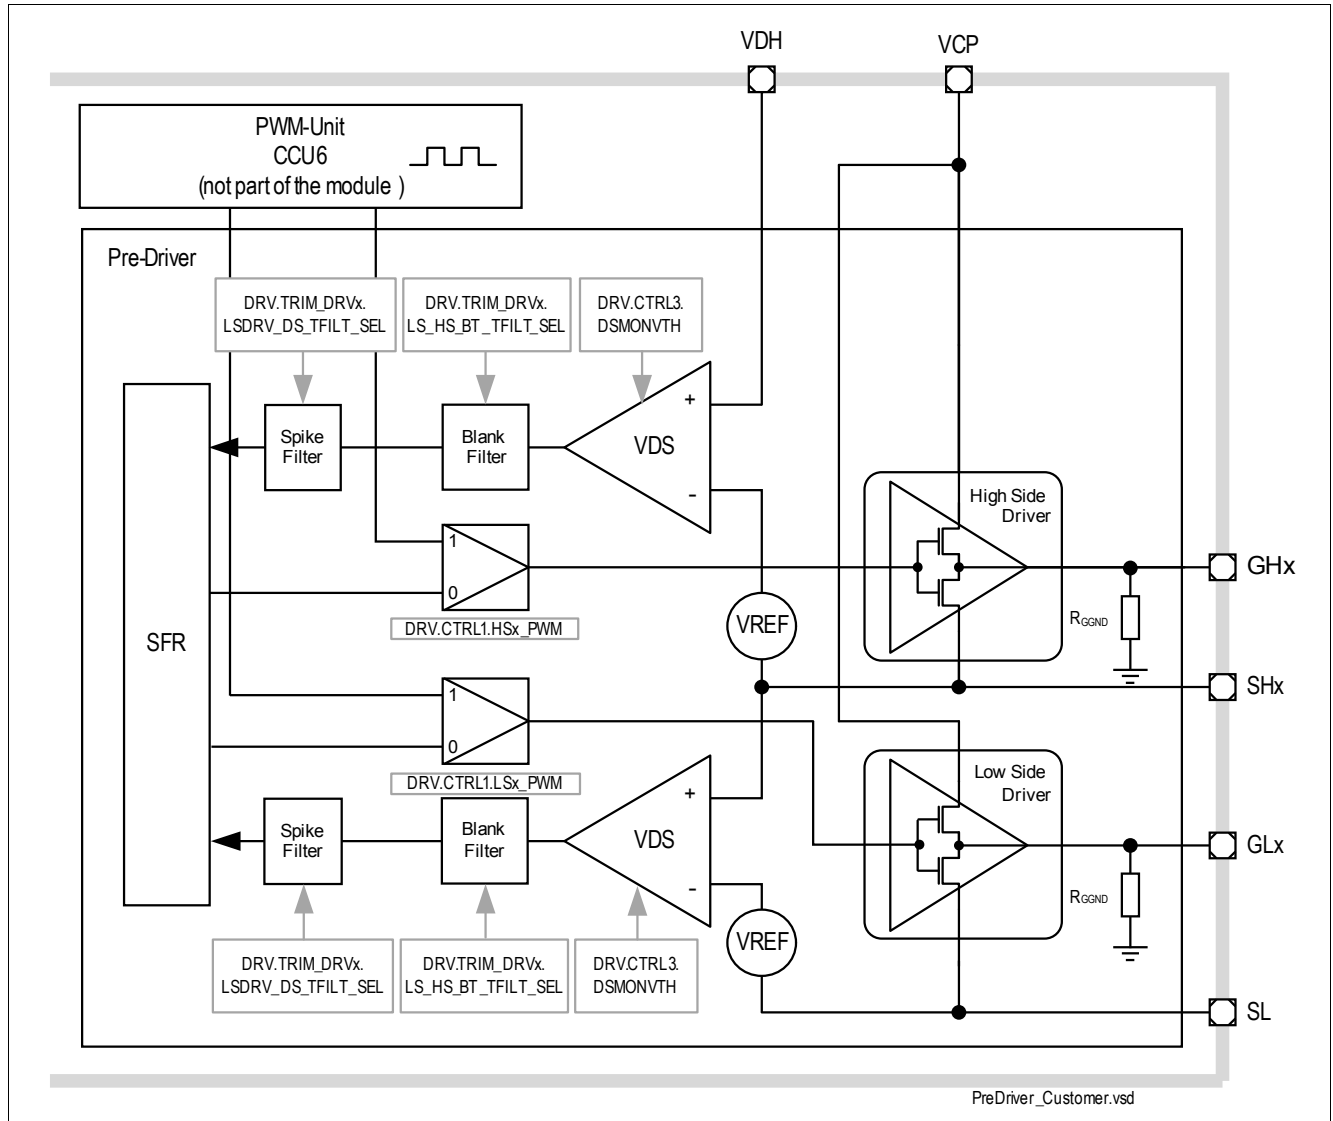 VDH
VCP
PWM-Unit
CCU6
(not part of the module )
Pre-Driver
DRV.TRIM_DRVx.
LSDRV_DS_TFILT_SEL
DRV.TRIM_DRVx.
LS_HS_BT_TFILT_SEL
DRV.CTRL3.
DSMONVTH
+
Spike
Filter
Blank
Filter
VDS
-
High Side
Driver
1
0
GHx
DRV.CTRL1.HSx_PWM
VREF
RGGND
SFR
SHx
1
0
DRV.CTRL1.LSx_PWM
Low Side
Driver
+
Spike
Filter
Blank
Filter
VDS
-
GLx
RGGND
VREF
DRV.TRIM_DRVx.
LSDRV_DS_TFILT_SEL
DRV.TRIM_DRVx.
LS_HS_BT_TFILT_SEL
DRV.CTRL3.
DSMONVTH
SL
PreDriver_Customer.vsd